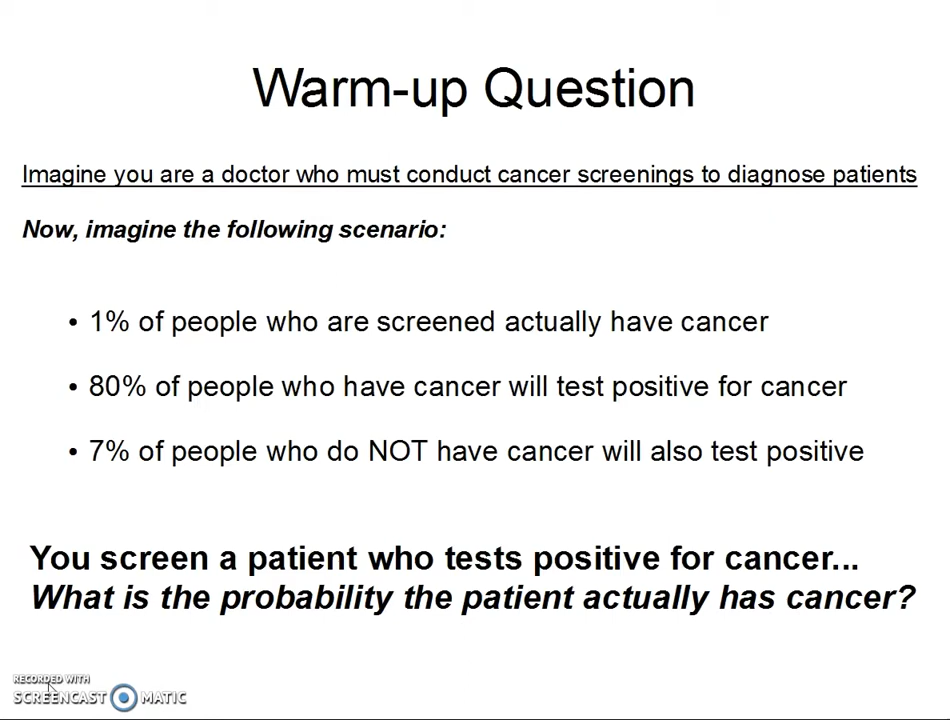 Warm-up Question
Imagine you are a doctor who must conduct cancer screenings to diagnose patients
Now, imagine the following scenario:
• 1% of people who are screened actually have cancer
• 80% of people who have cancer will test positive for cancer
• 7% of people who do NOT have cancer will also test positive
You screen a patient who tests positive for cancer...
What is the probability the patient actually has cancer?
RECORDED WITH
SCREENCAST MATIC